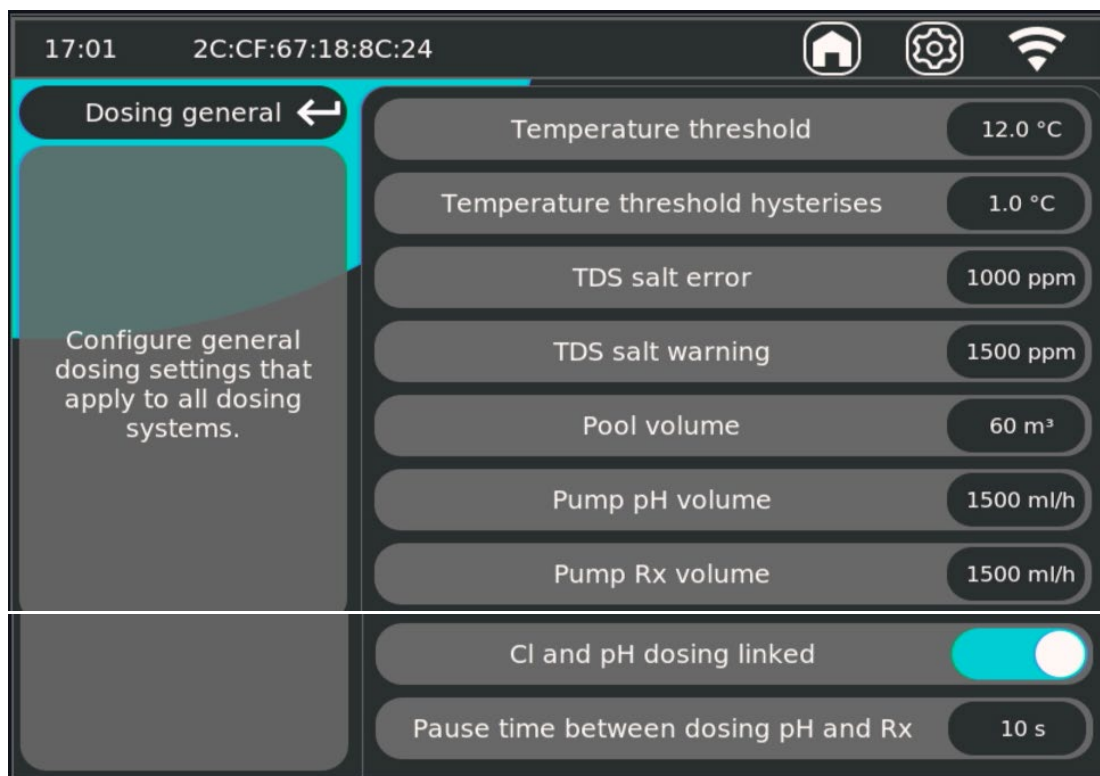 17:01 2C:CF:67:18:8C:24
Dosing general
Configure general
dosing settings that
apply to all dosing
systems.
Temperature threshold 12.0 °C
Temperature threshold hysterises 1.0 °C
TDS salt error 1000 ppm
TDS salt warning 1500 ppm
Pool volume 60 m³
Pump pH volume 1500 ml/h
Pump Rx volume 1500 ml/h
Cl and pH dosing linked
Pause time between dosing pH and Rx 10 s